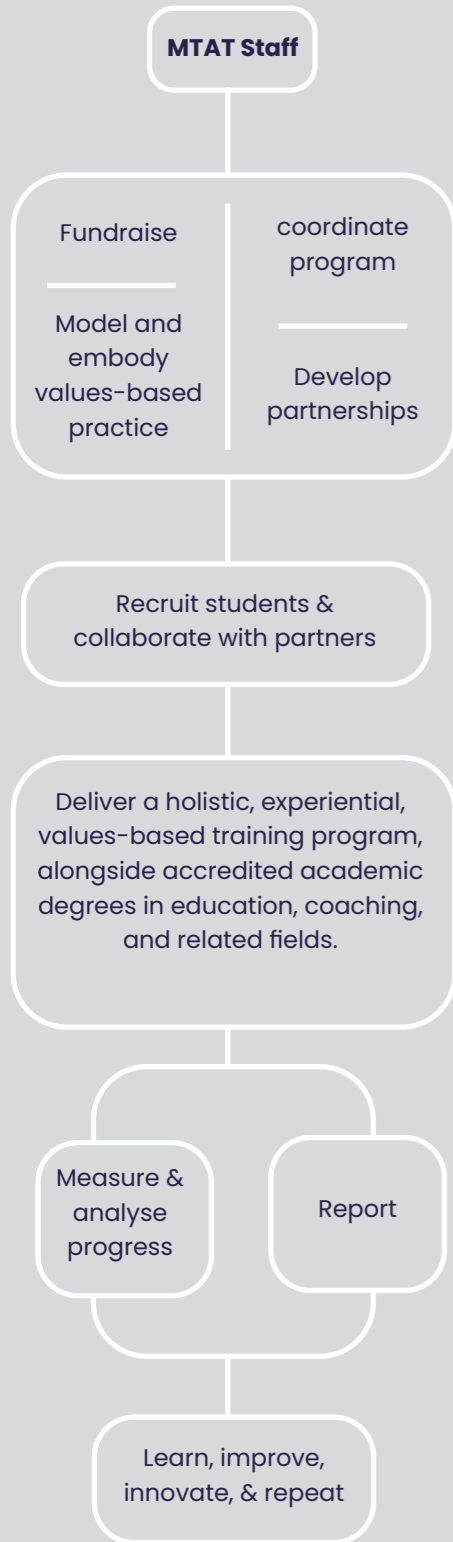 MTAT Staff
Fundraise
Model and
embody
values-based
practice
coordinate
program
Develop
partnerships
Recruit students &
collaborate with partners
Deliver a holistic, experiential,
values-based training program,
alongside accredited academic
degrees in education, coaching,
and related fields.
Measure &
analyse
progress
Report
Learn, improve,
innovate, & repeat